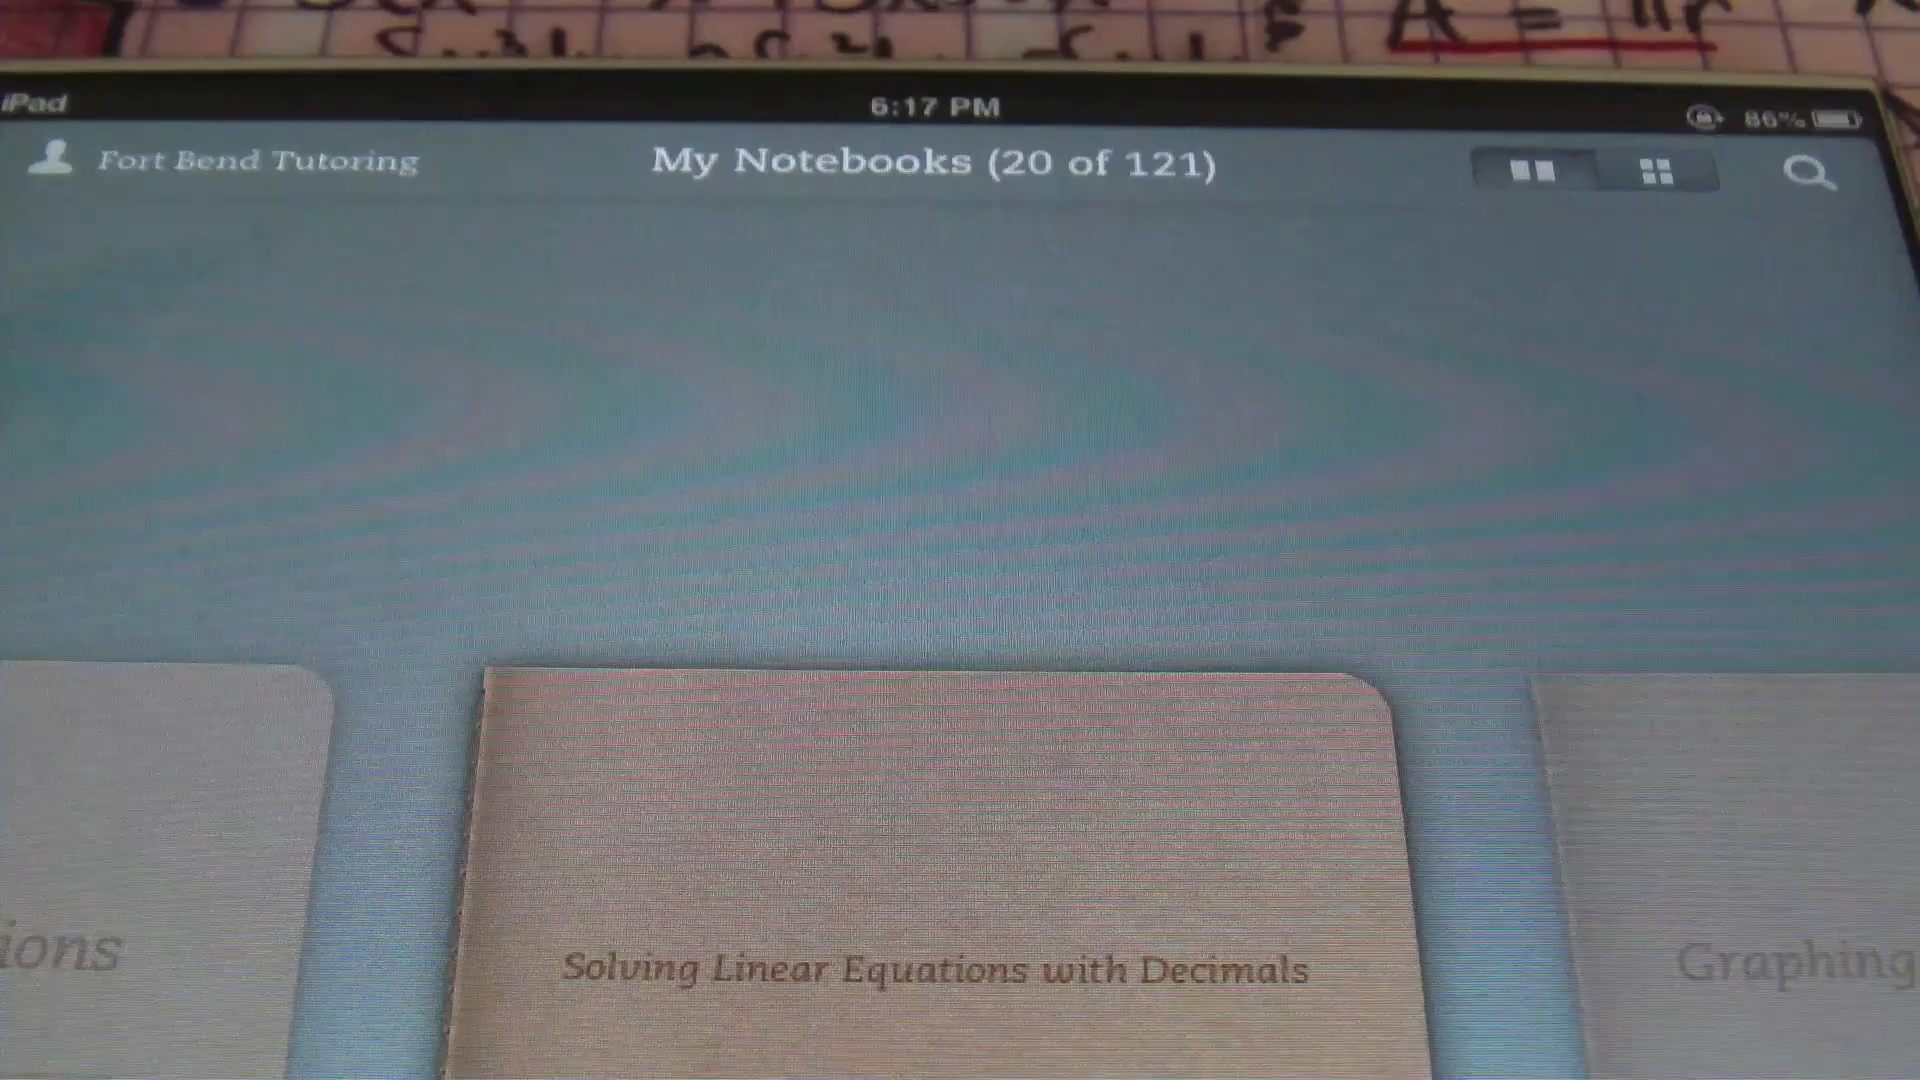 A = πr
iPad
6:17 PM
86%
Fort Bend Tutoring
My Notebooks (20 of 121)
ions
Solving Linear Equations with Decimals
Graphing